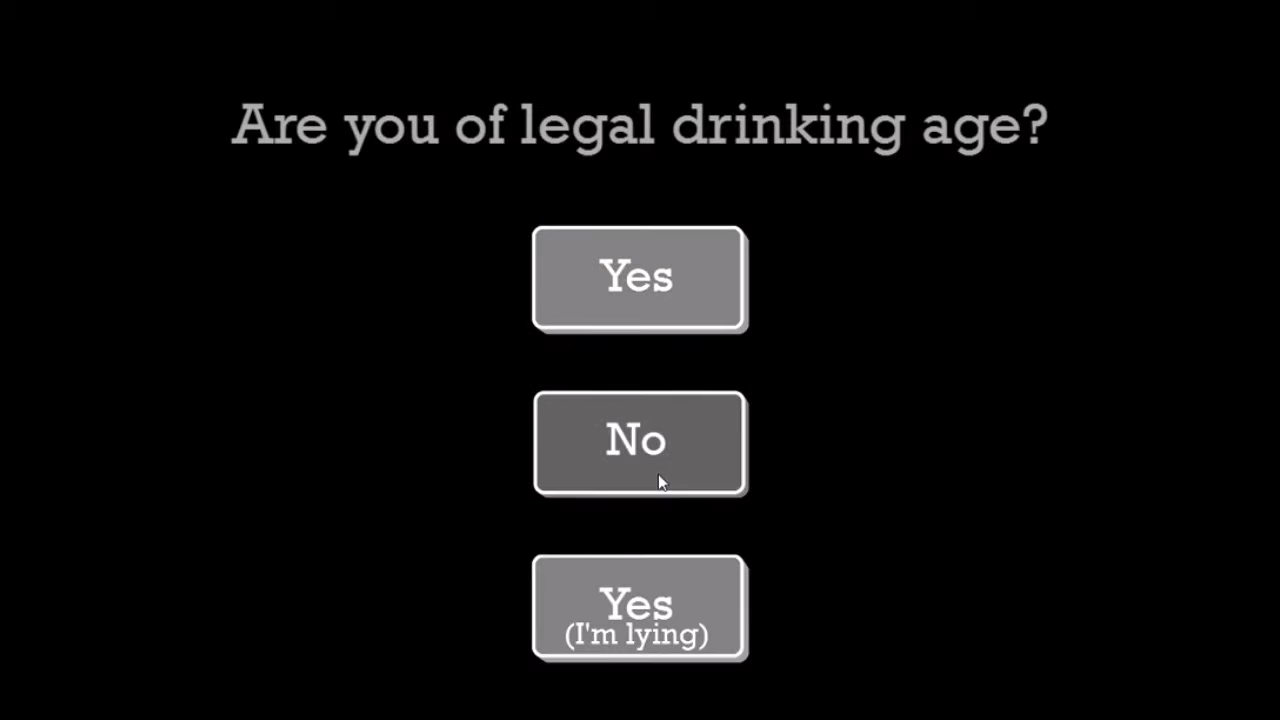 Are you of legal drinking age?
Yes
No
Yes
(I'm lying)